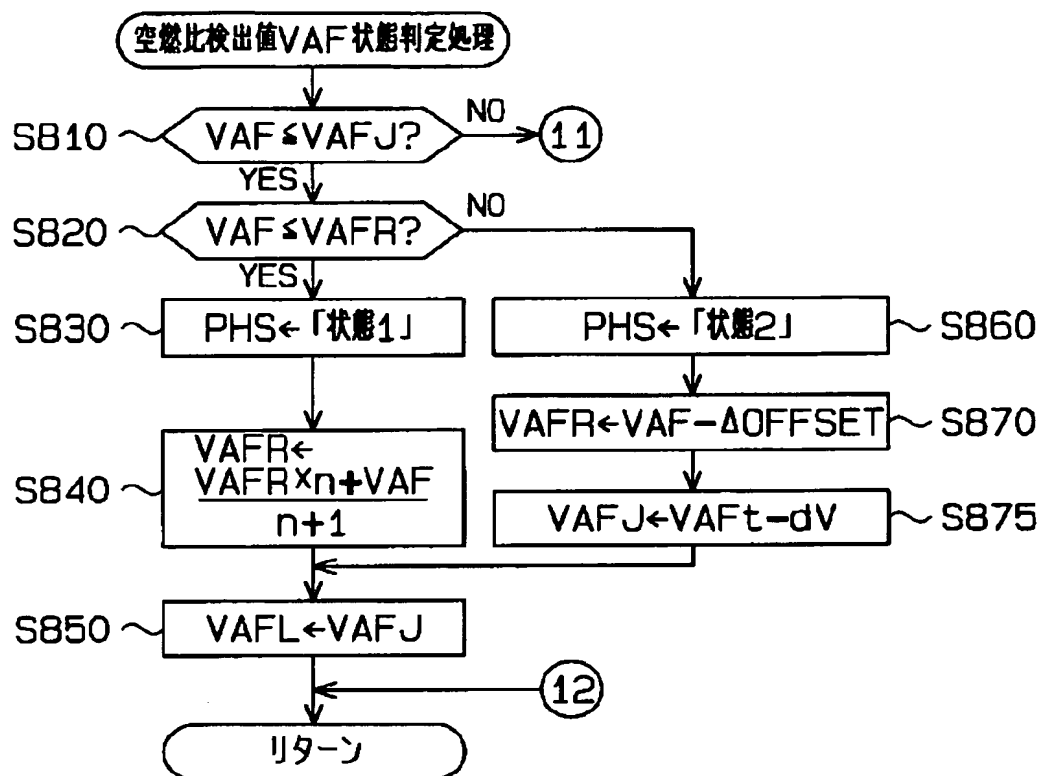 空燃比検出値VAF状態判定処理
S810
VAF≦VAFJ?
NO
11
YES
S820
VAF≦VAFR?
NO
YES
S830
PHS←「状態1」
PHS←「状態2」
S860
VAFR←VAF-ΔOFFSET
S870
S840
VAFR←
VAFR×n+VAF
n+1
VAFJ←VAFt-dV
S875
S850
VAFL←VAFJ
12
リターン